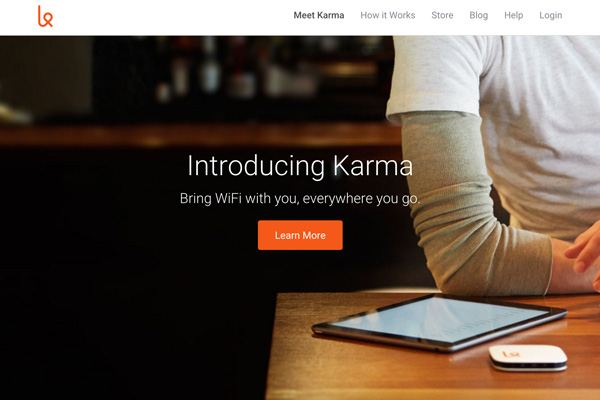 Meet Karma How it Works Store Blog Help Login
Introducing Karma
Bring WiFi with you, everywhere you go.
Learn More